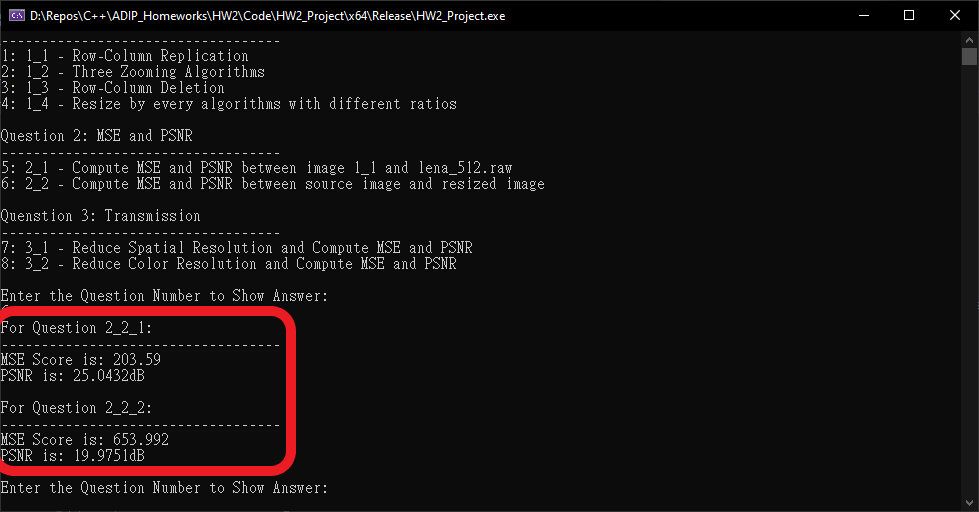 D:\Repos\C++\ADIP_Homeworks\HW2\Code\HW2_Project\x64\Release\HW2_Project.exe
-----------------------------------
1: 1_1 - Row-Column Replication
2: 1_2 - Three Zooming Algorithms
3: 1_3 - Row-Column Deletion
4: 1_4 - Resize by every algorithms with different ratios
Question 2: MSE and PSNR
-----------------------------------
5: 2_1 - Compute MSE and PSNR between image 1_1 and lena_512.raw
6: 2_2 - Compute MSE and PSNR between source image and resized image
Quenstion 3: Transmission
-----------------------------------
7: 3_1 - Reduce Spatial Resolution and Compute MSE and PSNR
8: 3_2 - Reduce Color Resolution and Compute MSE and PSNR
Enter the Question Number to Show Answer:
For Question 2_2_1:
-----------------------------------
MSE Score is: 203.59
PSNR is: 25.0432dB
For Question 2_2_2:
-----------------------------------
MSE Score is: 653.992
PSNR is: 19.9751dB
Enter the Question Number to Show Answer: